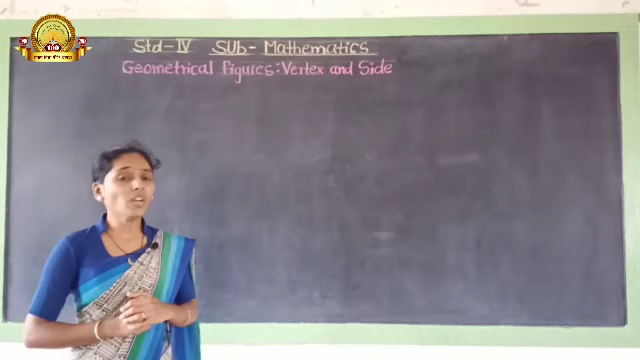 Std-IV Sub- Mathematics
Geometrical Figures: Vertex and Side